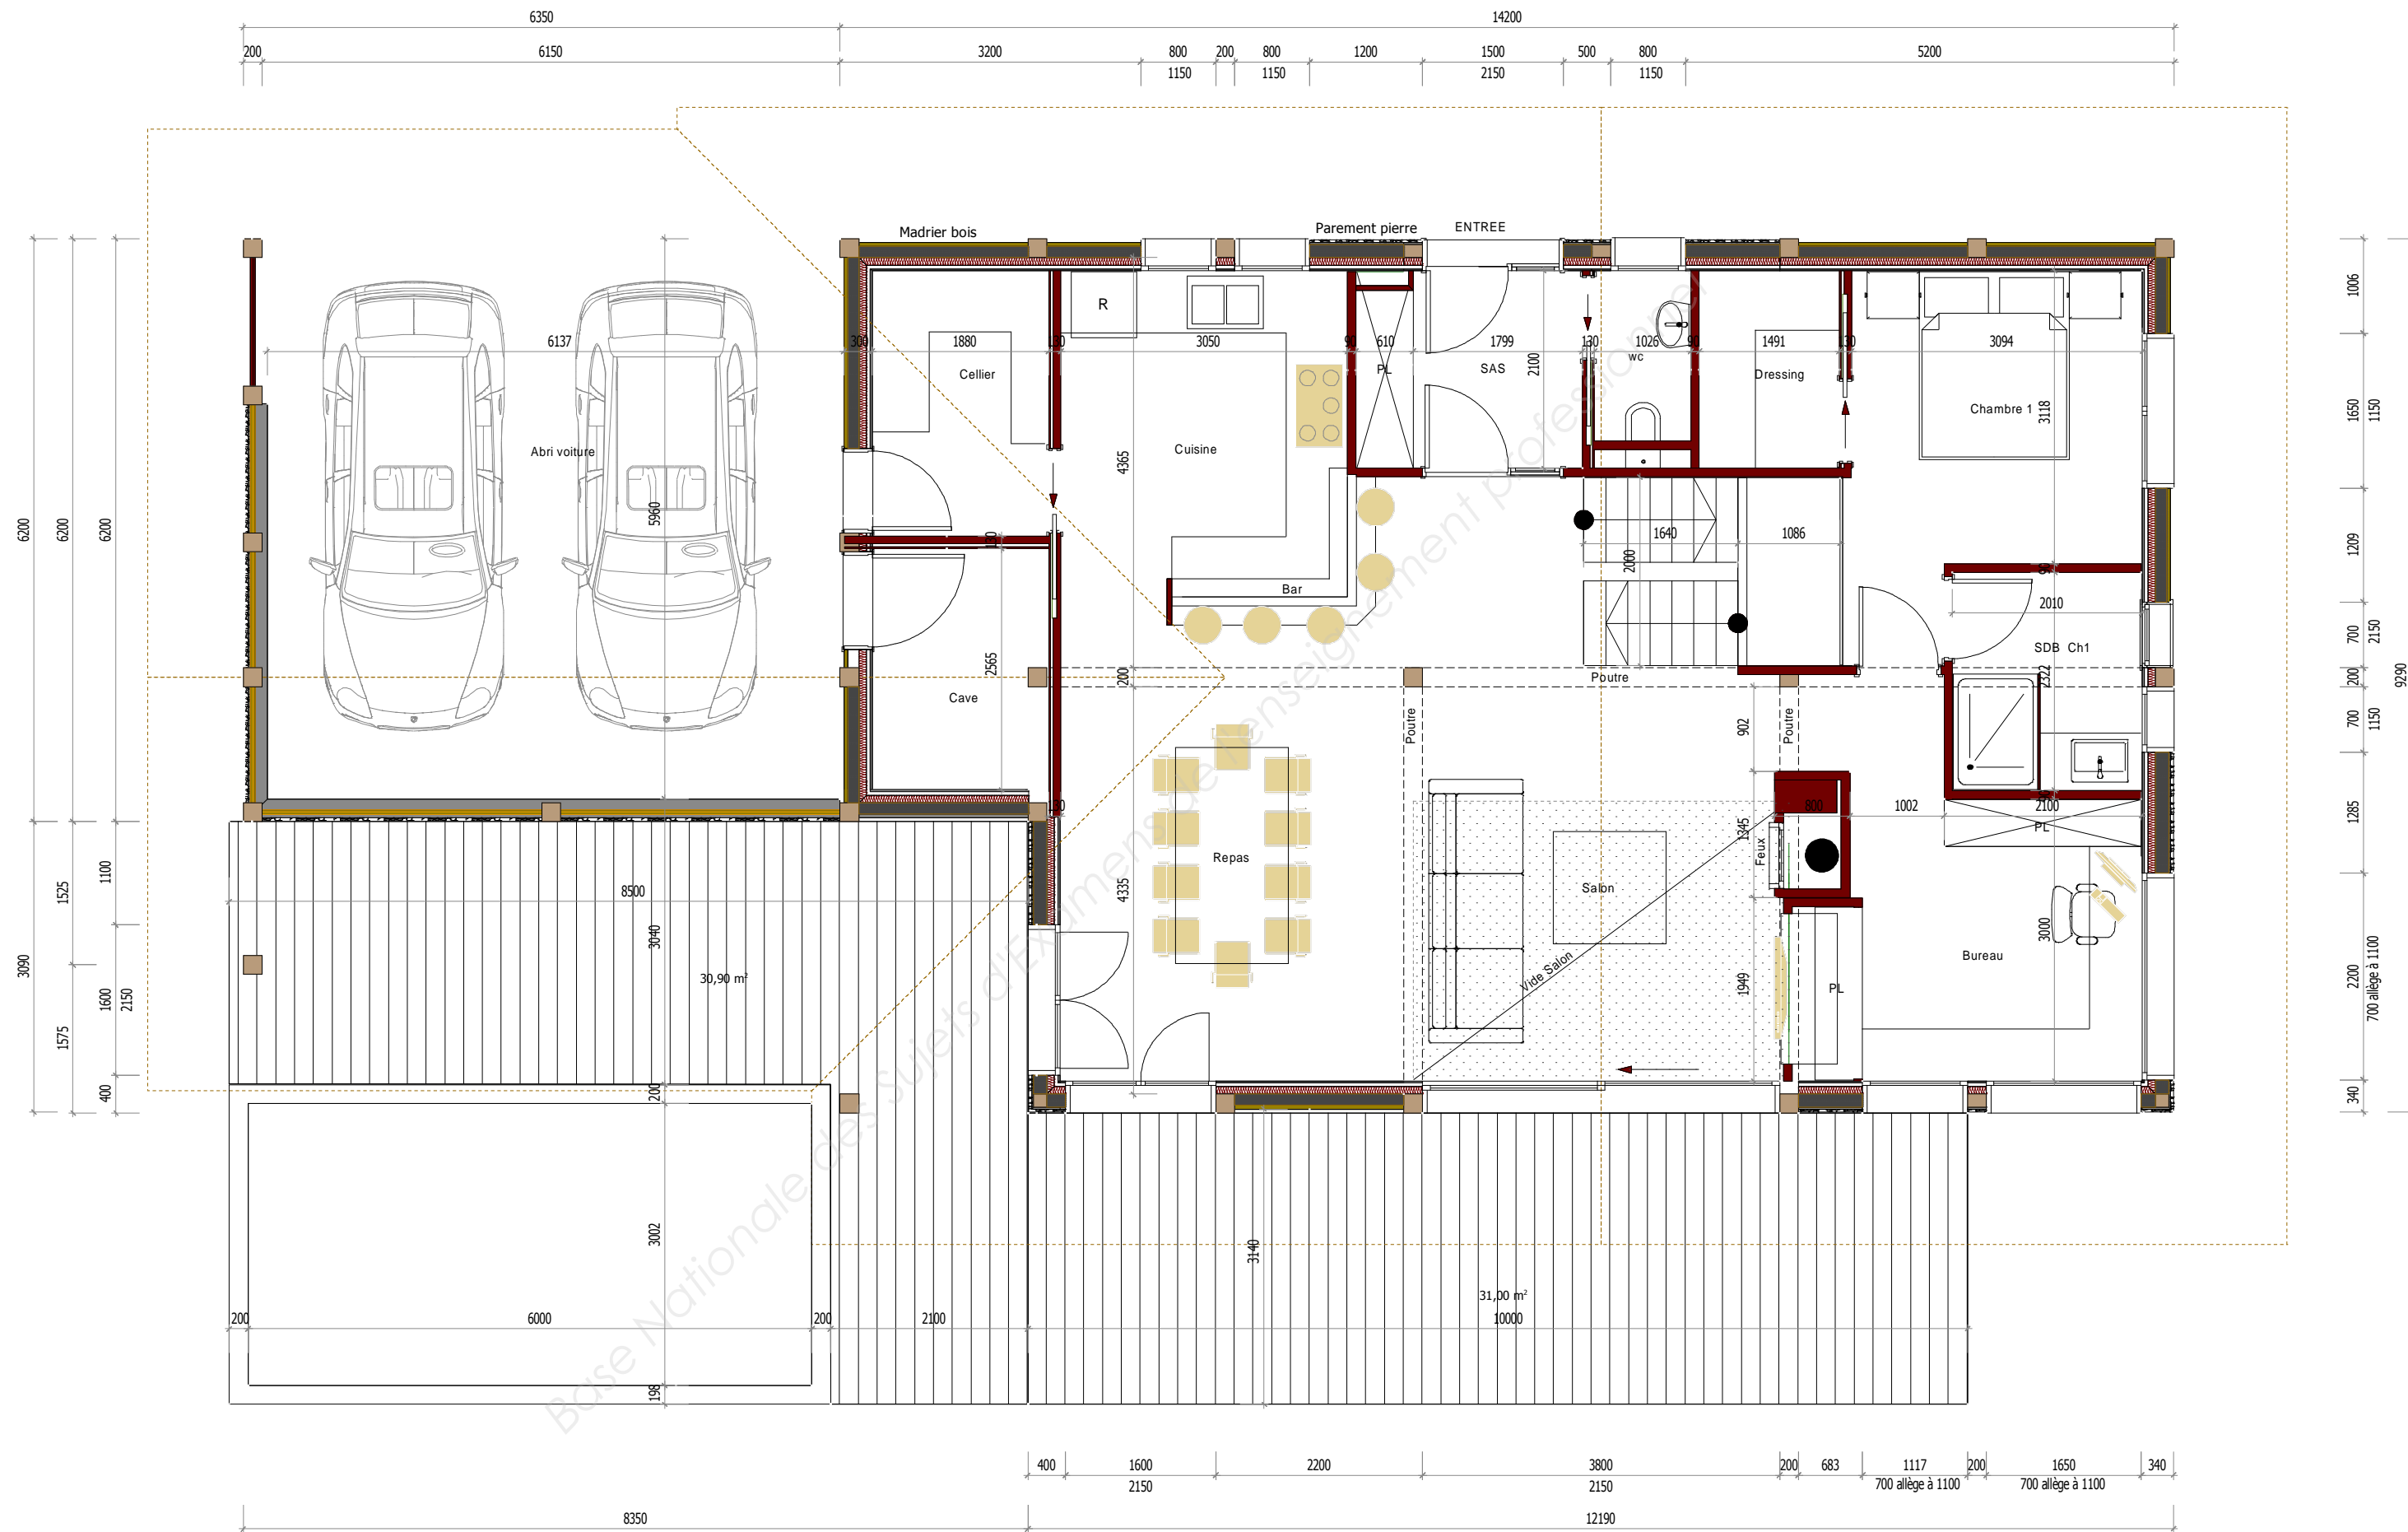 6350 14200
200 6150 3200 800 200 800 1200 1500 500 800 5200
1150 1150 2150 1150
Madrier bois
Parement pierre
ENTREE
R
6137 300 1880 130 3050 90 610 1799 130 1026 90 1491 130 3094
wc
Cellier
PL
SAS
2100
Dressing
Chambre 1
3118
Abri voiture
Cuisine
4365
5960
130
1640 1086
2000
Bar
2565
2010
SDB Ch1
2322
Cave
200
Poutre
Poutre
Poutre
902
130
800 1002 2100
PL
1345
Feux
Repas
Salon
8500
4335
3040
30,90 m²
Vide Salon
1949
PL
Bureau
3000
200
3002
3140
31,00 m²
200 6000 200 2100 10000
198
6200 6200 6200
3090 1525 1575
1100 1600 2150 400
1006
1650 1150
1209
700 2150
200
700 1150
1285
2200
700 allège à 1100
340
9290
400 1600 2200 3800 200 683 1117 200 1650 340
2150 2150 700 allège à 1100 700 allège à 1100
8350 12190
Base Nationale des Sujets d'Examens de l'enseignement professionnel